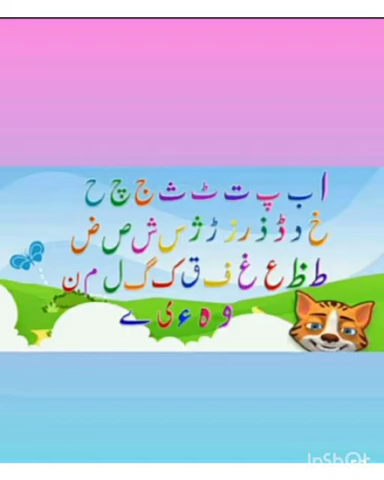 ا ب پ ت ٹ ث ج چ ح
خ د ڈ ذ ر ز ڑ ژ س ش ص ض
ط ظ ع غ ف ق ک گ ل م ن
و ہ ء ی ے
InShOt